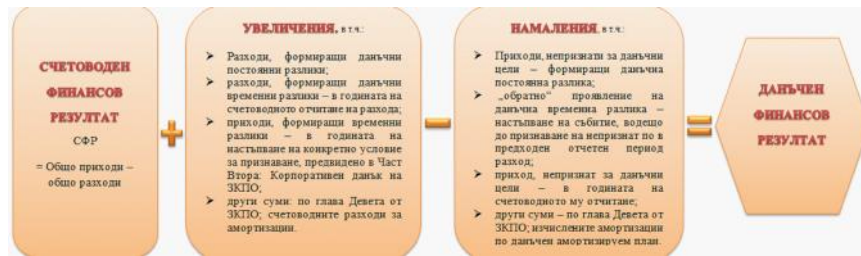 СЧЕТОВОДЕН
ФИНАНСОВ
РЕЗУЛТАТ
СФР
= Общо приходи –
общо разходи
+
УВЕЛИЧЕНИЯ, в т.ч.:
➢ Разходи, формиращи данъчни
постоянни разлики;
➢ разходи, формиращи данъчни
временни разлики – в годината на
счетоводното отчитане на разхода;
➢ приходи, формиращи временни
разлики – в годината на
настъпване на конкретно условие
за признаване, предвидено в Част
Втора: Корпоративен данък на
ЗКПО;
➢ други суми: по глава Девета от
ЗКПО; счетоводните разходи за
амортизации.
–
НАМАЛЕНИЯ, в т.ч.:
➢ Приходи, непризнати за данъчни
цели – формиращи данъчна
постоянна разлика;
➢ „обратно“ проявление на
данъчна временна разлика –
настъпване на събитие, водещо
до признаване на непризнат по в
предходен отчетен период
разход;
➢ приход, непризнат за данъчни
цели – в годината на
счетоводното му отчитане;
➢ други суми – по глава Девета от
ЗКПО; изчислените амортизации
по данъчен амортизируем план.
=
ДАНЪЧЕН
ФИНАНСОВ
РЕЗУЛТАТ